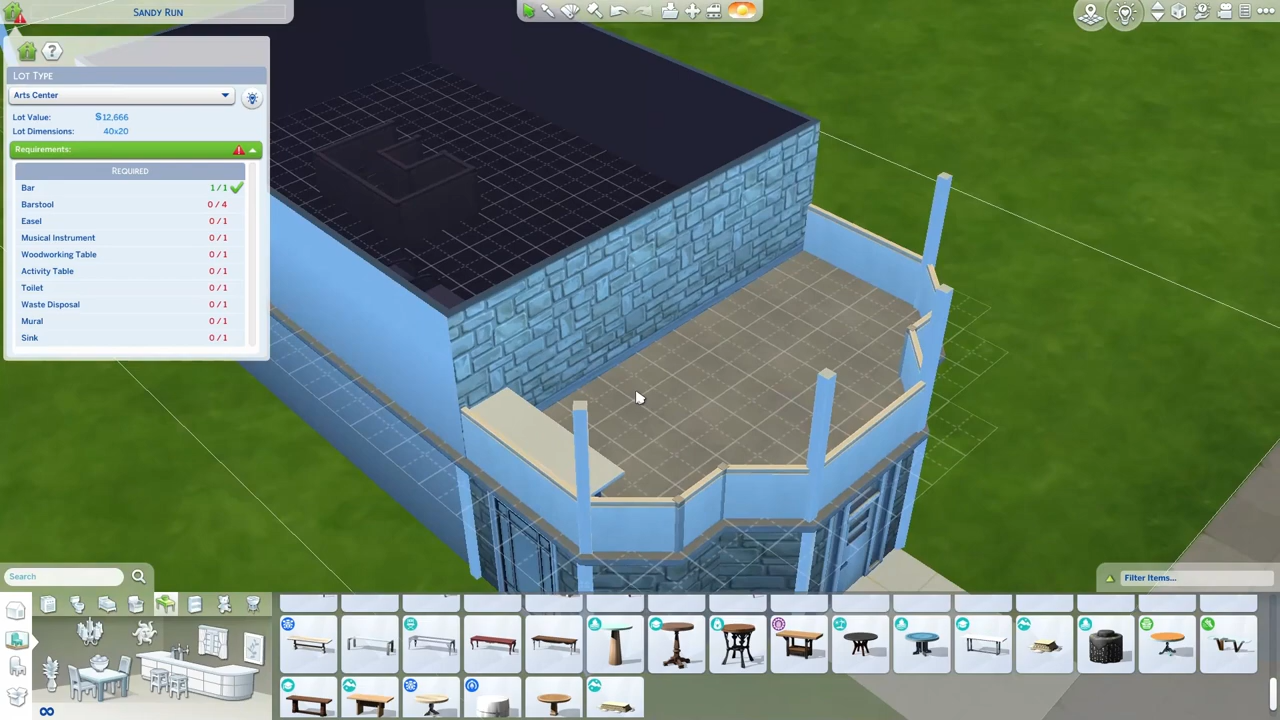 SANDY RUN
?
LOT TYPE
Arts Center
Lot Value: §12,666
Lot Dimensions: 40x20
Requirements:
REQUIRED
Bar 1 / 1
Barstool 0 / 4
Easel 0 / 1
Musical Instrument 0 / 1
Woodworking Table 0 / 1
Activity Table 0 / 1
Toilet 0 / 1
Waste Disposal 0 / 1
Mural 0 / 1
Sink 0 / 1
Search
Filter Items...